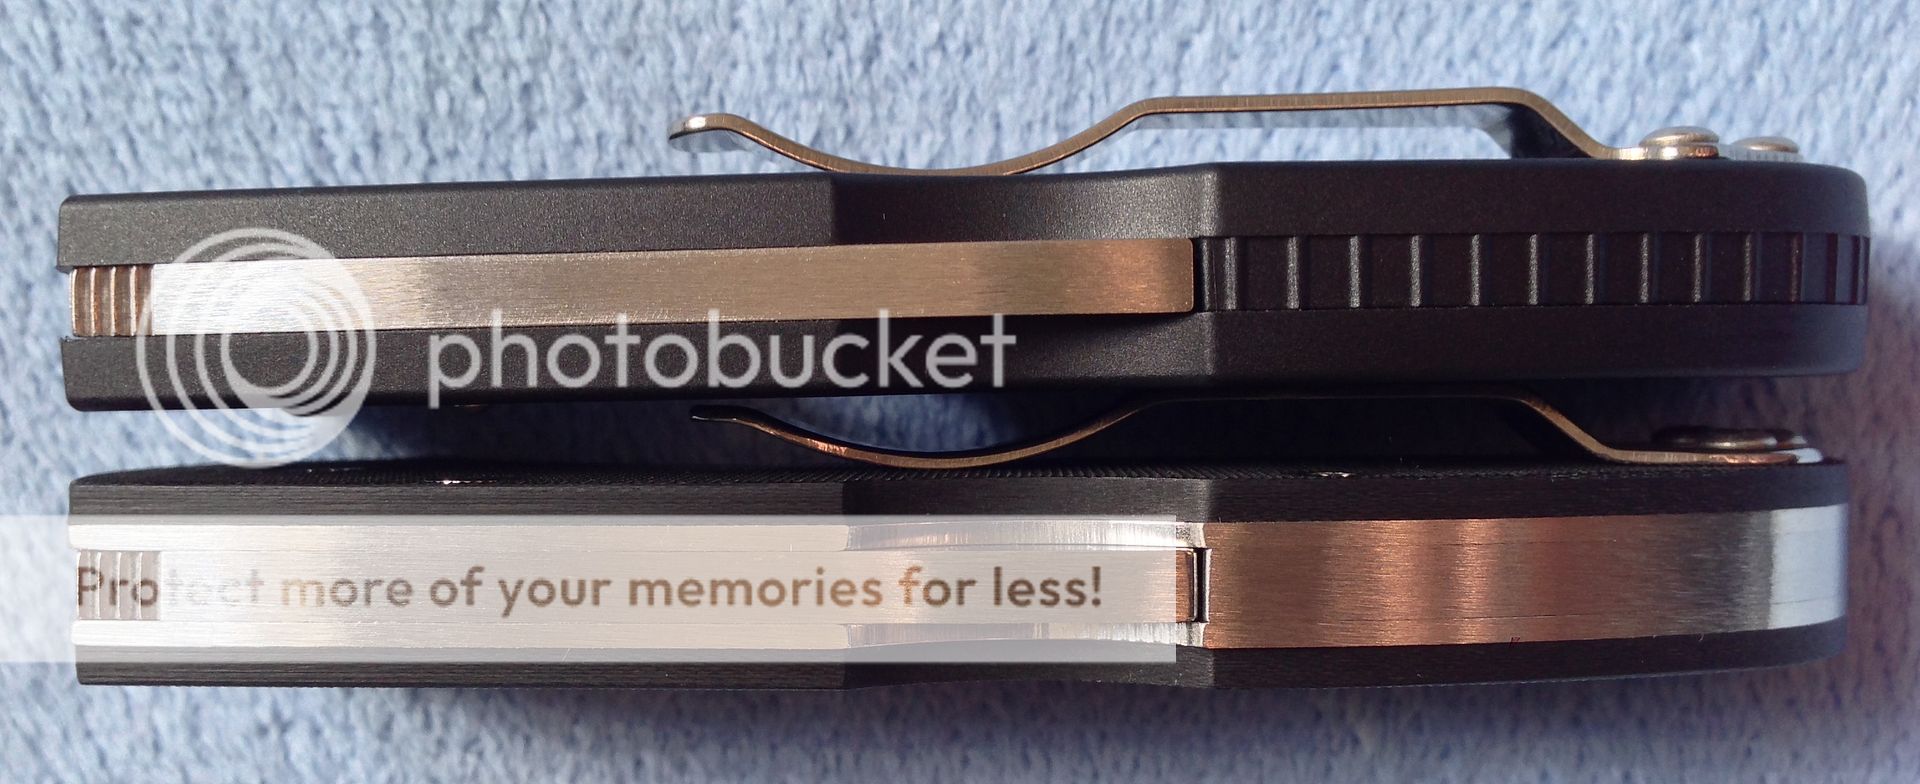 photobucket
Protect more of your memories for less!